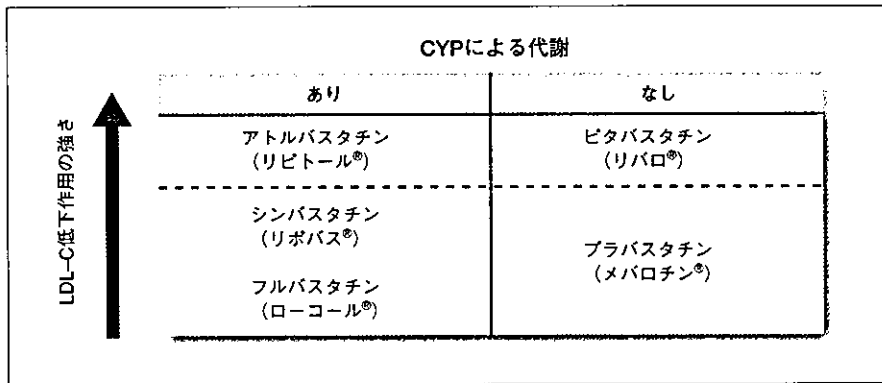 CYPによる代謝
あり
なし
LDL–C低下作用の強さ
アトルバスタチン
(リピトール®)
ピタバスタチン
(リバロ®)
シンバスタチン
(リポバス®)
プラバスタチン
(メバロチン®)
フルバスタチン
(ローコール®)